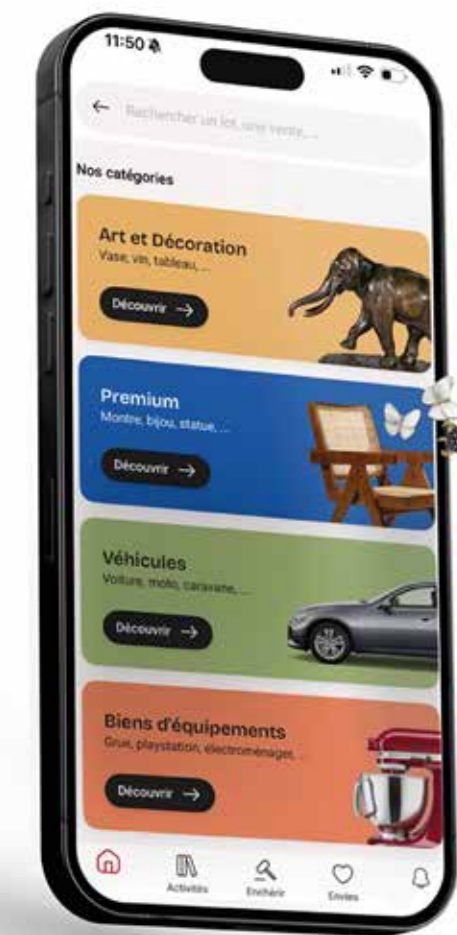 11:50
Rechercher un lot, une vente, ...
Nos catégories
Art et Décoration
Vase, vin, tableau, ...
Découvrir →
Premium
Montre, bijou, statue, ...
Découvrir →
Véhicules
Voiture, moto, caravane, ...
Découvrir →
Biens d'équipements
Grue, playstation, électroménager, ...
Découvrir →
Activités
Enchérir
Envies